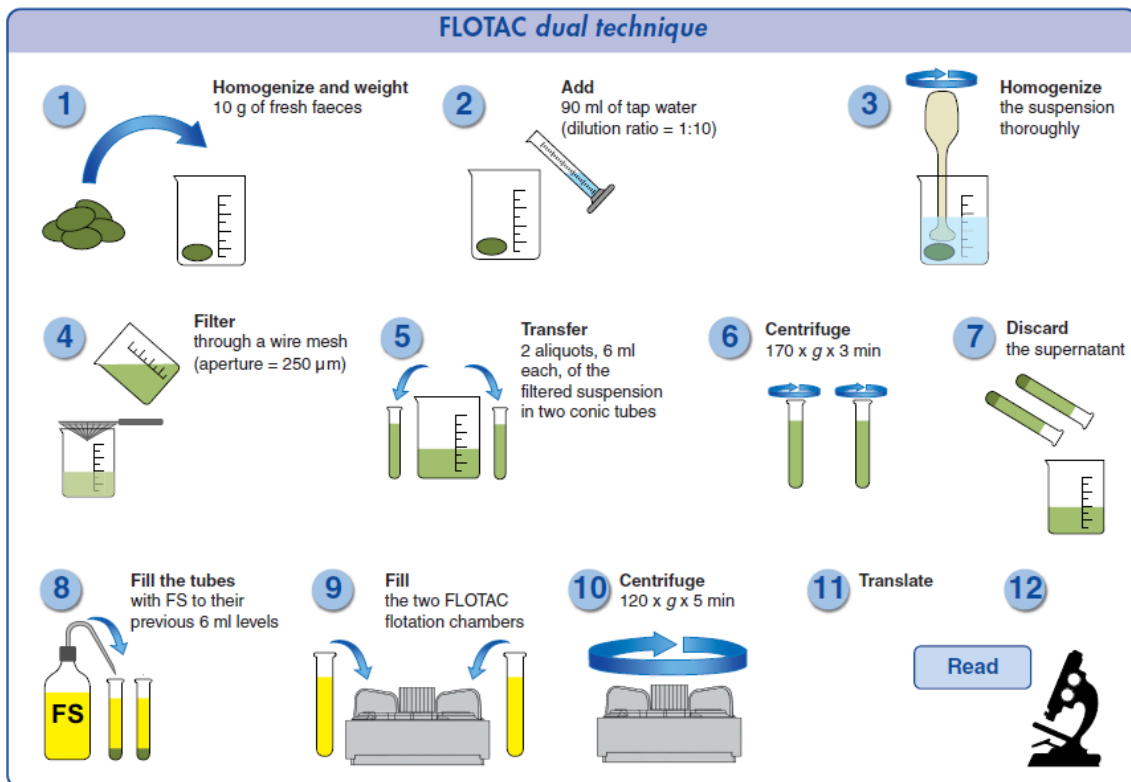 FLOTAC dual technique
1
Homogenize and weight
10 g of fresh faeces
2
Add
90 ml of tap water
(dilution ratio = 1:10)
3
Homogenize
the suspension
thoroughly
4
Filter
through a wire mesh
(aperture = 250 µm)
5
Transfer
2 aliquots, 6 ml
each, of the
filtered suspension
in two conic tubes
6
Centrifuge
170 x g x 3 min
7
Discard
the supernatant
8
Fill the tubes
with FS to their
previous 6 ml levels
FS
9
Fill
the two FLOTAC
flotation chambers
10
Centrifuge
120 x g x 5 min
11
Translate
12
Read